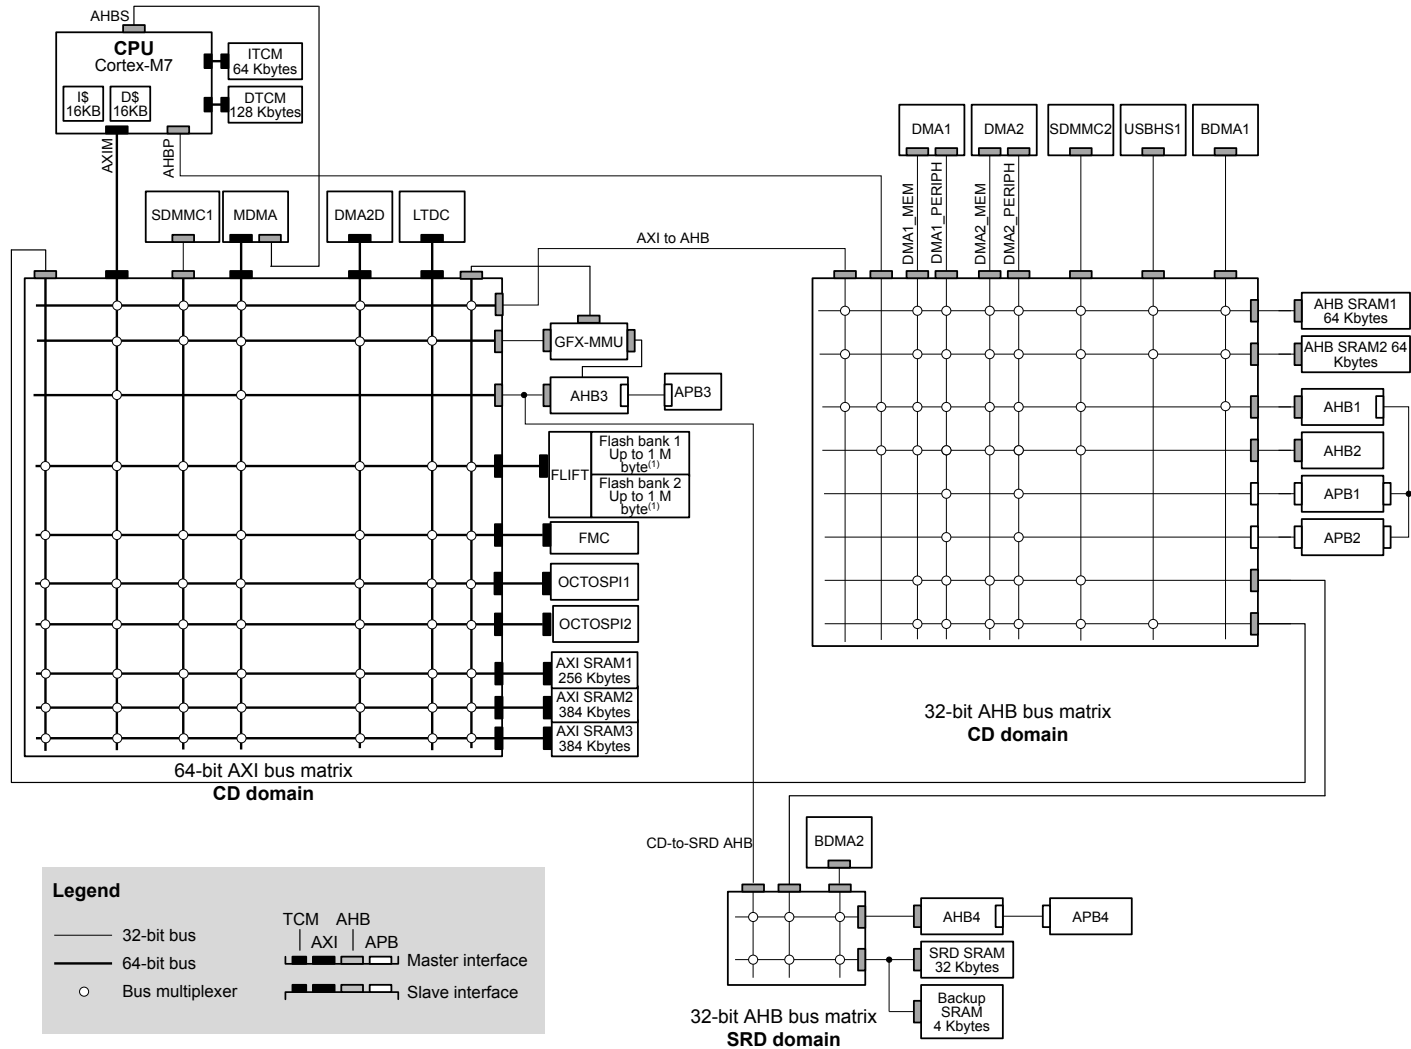 AHBS
CPU
Cortex-M7
I$
16KB
D$
16KB
ITCM
64 Kbytes
DTCM
128 Kbytes
AXIM
AHBP
SDMMC1
MDMA
DMA2D
LTDC
AXI to AHB
GFX-MMU
AHB3
APB3
FLIFT
Flash bank 1
Up to 1 M
byte(1)
Flash bank 2
Up to 1 M
byte(1)
FMC
OCTOSPI1
OCTOSPI2
AXI SRAM1
256 Kbytes
AXI SRAM2
384 Kbytes
AXI SRAM3
384 Kbytes
64-bit AXI bus matrix
CD domain
DMA1
DMA2
SDMMC2
USBHS1
BDMA1
DMA1_MEM
DMA1_PERIPH
DMA2_MEM
DMA2_PERIPH
AHB SRAM1
64 Kbytes
AHB SRAM2 64
Kbytes
AHB1
AHB2
APB1
APB2
32-bit AHB bus matrix
CD domain
CD-to-SRD AHB
BDMA2
AHB4
APB4
SRD SRAM
32 Kbytes
Backup
SRAM
4 Kbytes
32-bit AHB bus matrix
SRD domain
Legend
32-bit bus
64-bit bus
Bus multiplexer
TCM
AHB
AXI
APB
Master interface
Slave interface